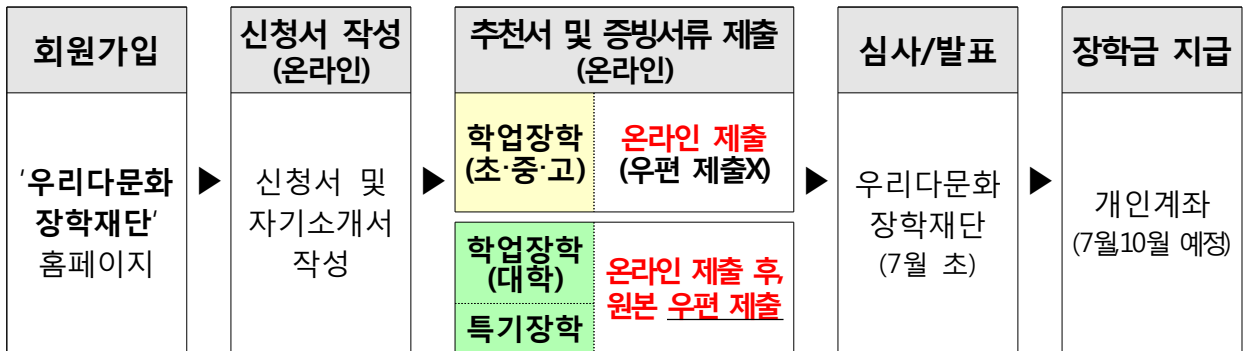 회원가입
'우리다문화
장학재단'
홈페이지
▶
신청서 작성
(온라인)
신청서 및
자기소개서
작성
▶
추천서 및 증빙서류 제출
(온라인)
학업장학
(초·중·고)
온라인 제출
(우편 제출X)
학업장학
(대학)
특기장학
온라인 제출 후,
원본 우편 제출
▶
심사/발표
우리다문화
장학재단
(7월 초)
▶
장학금 지급
개인계좌
(7월,10월 예정)